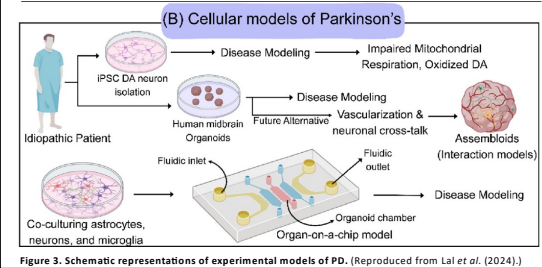 (B) Cellular models of Parkinson's
iPSC DA neuron
isolation
Disease Modeling
Impaired Mitochondrial
Respiration, Oxidized DA
Idiopathic Patient
Human midbrain
Organoids
Disease Modeling
Future Alternative
Vascularization &
neuronal cross-talk
Assembloids
(Interaction models)
Co-culturing astrocytes,
neurons, and microglia
Fluidic inlet
Fluidic
outlet
Organoid chamber
Organ-on-a-chip model
Disease Modeling
Figure 3. Schematic representations of experimental models of PD. (Reproduced from Lal et al. (2024).)